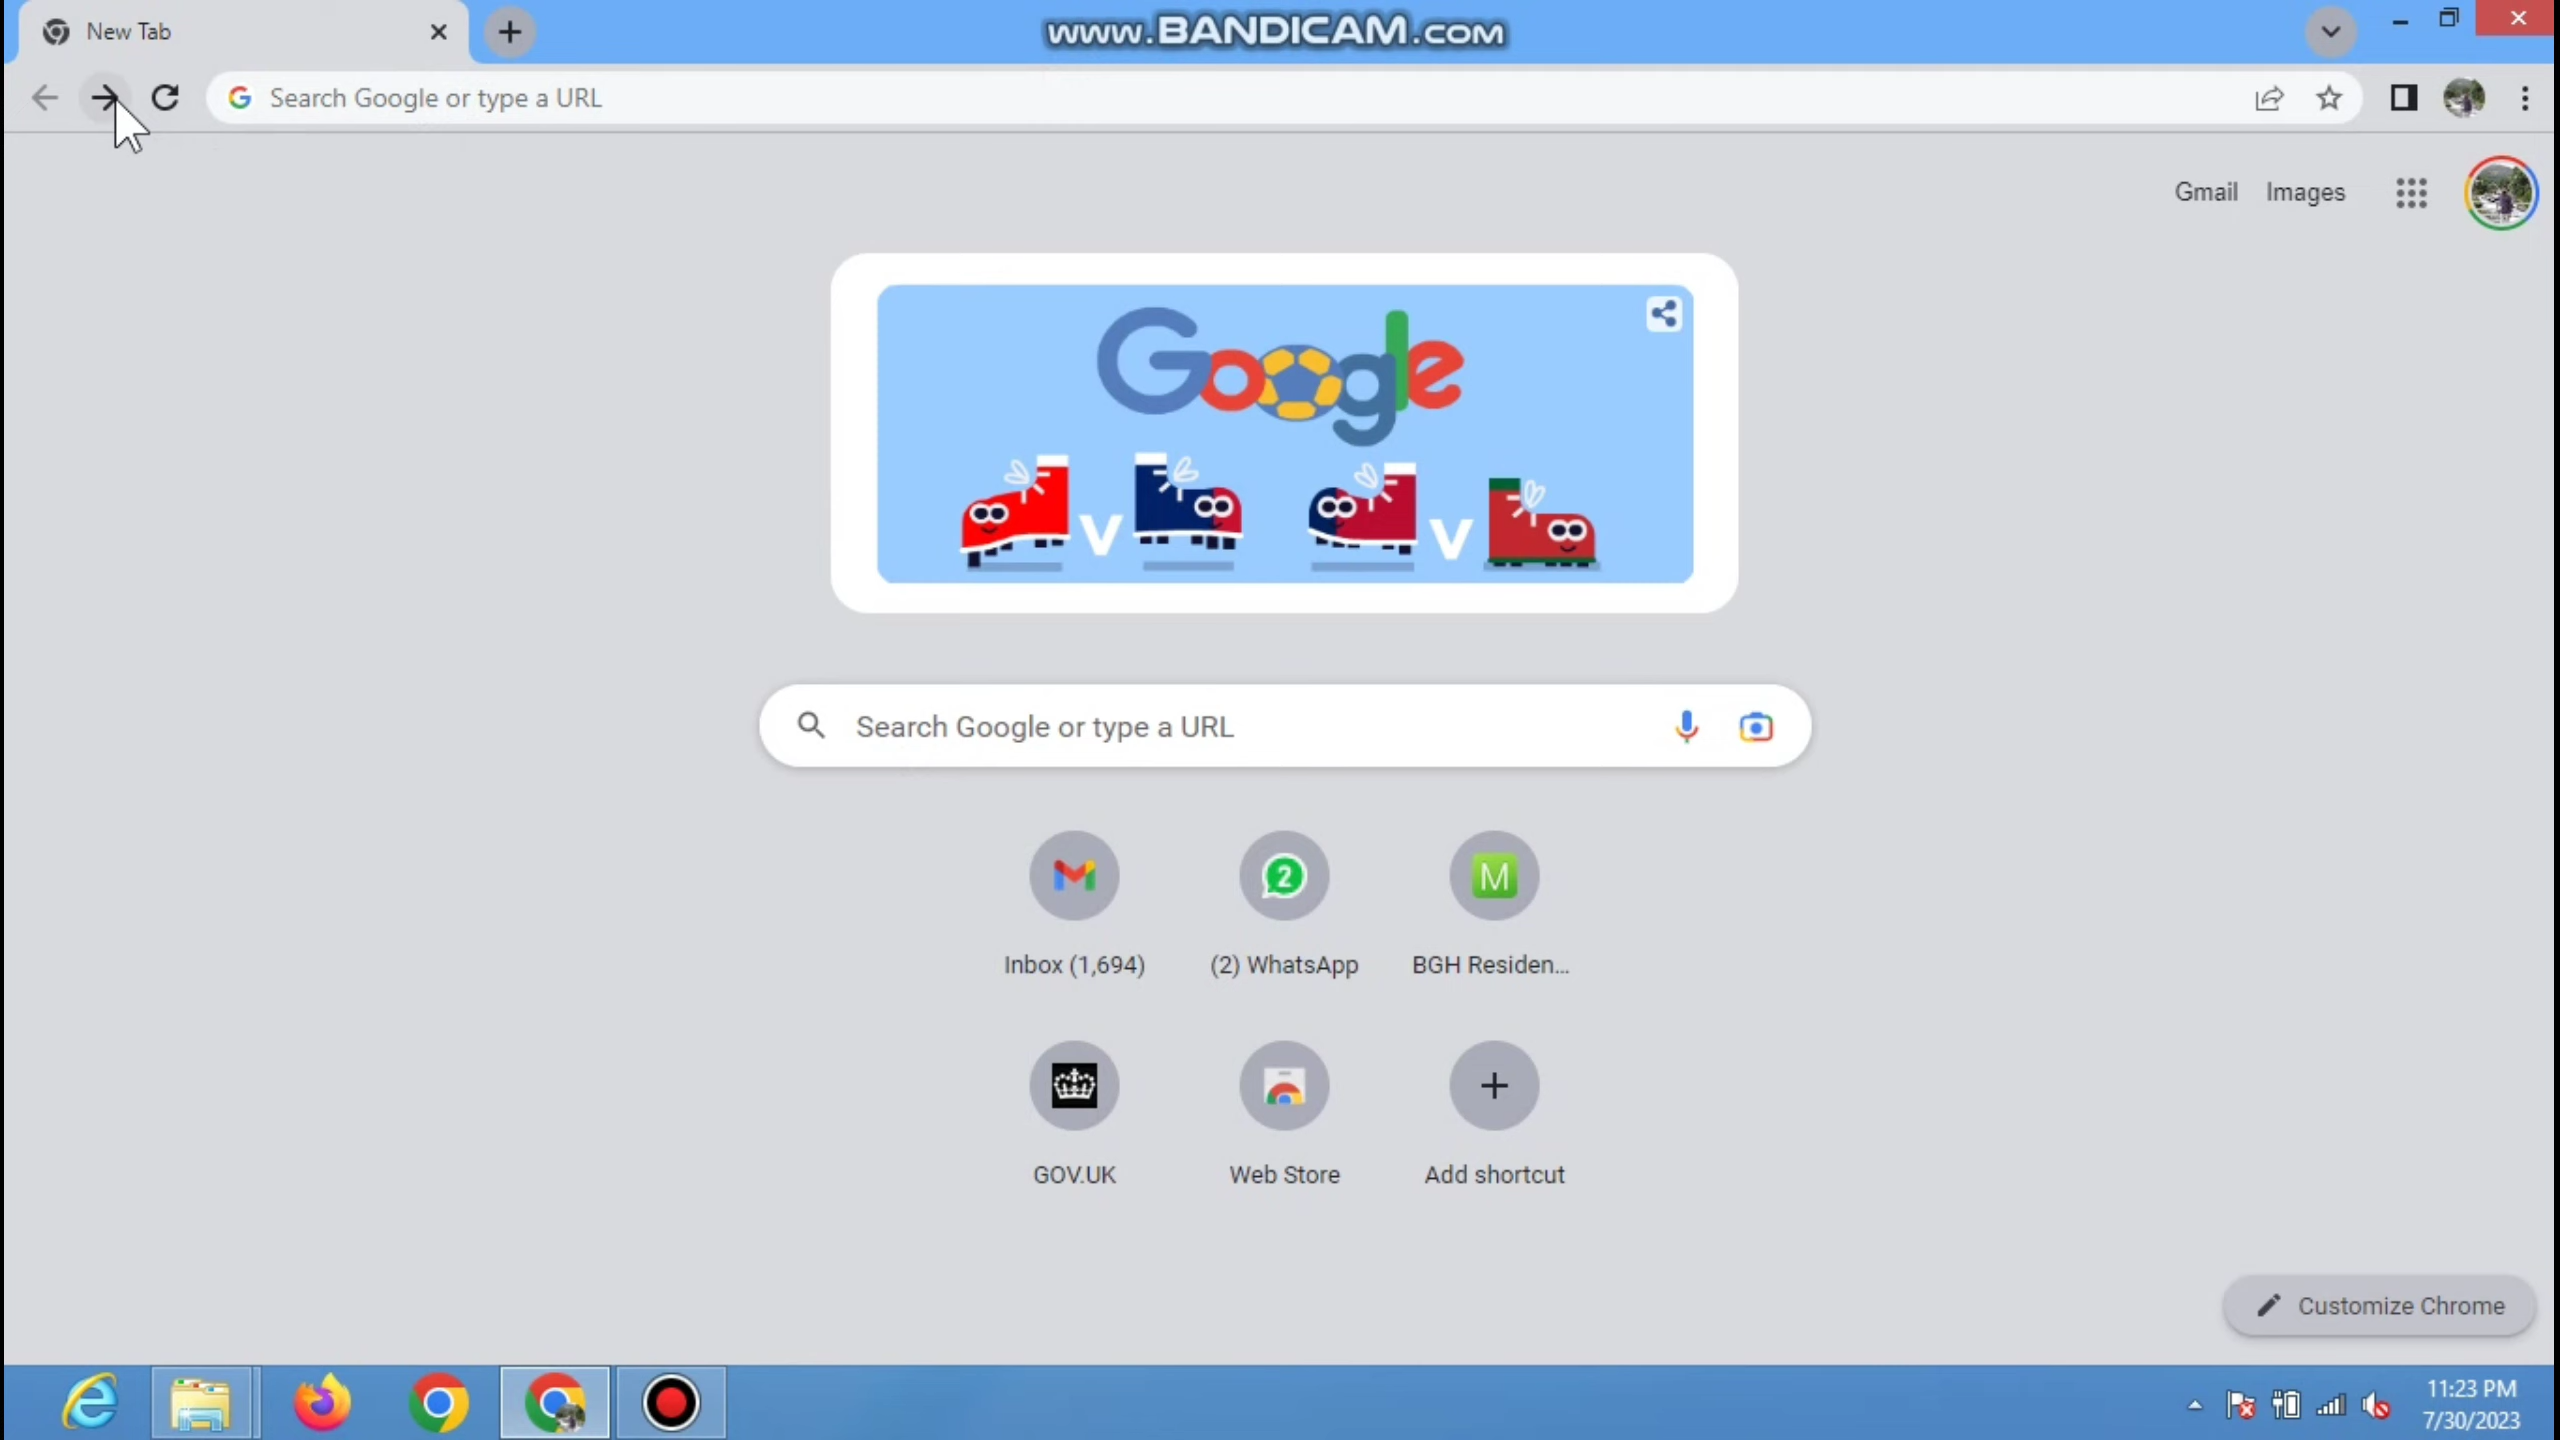 New Tab
www.BANDICAM.com
Search Google or type a URL
Gmail Images
Google
V V
Search Google or type a URL
M
2
Inbox (1,694)
(2) WhatsApp
BGH Residen...
GOV.UK
Web Store
Add shortcut
Customize Chrome
11:23 PM
7/30/2023